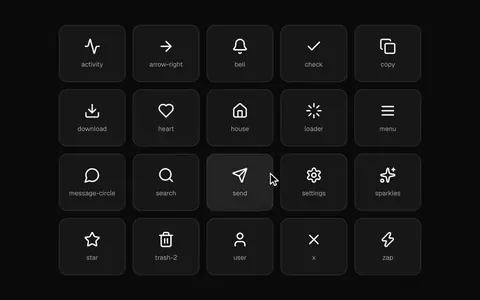 activity
arrow-right
bell
check
copy
download
heart
house
loader
menu
message-circle
search
send
settings
sparkles
star
trash-2
user
x
zap